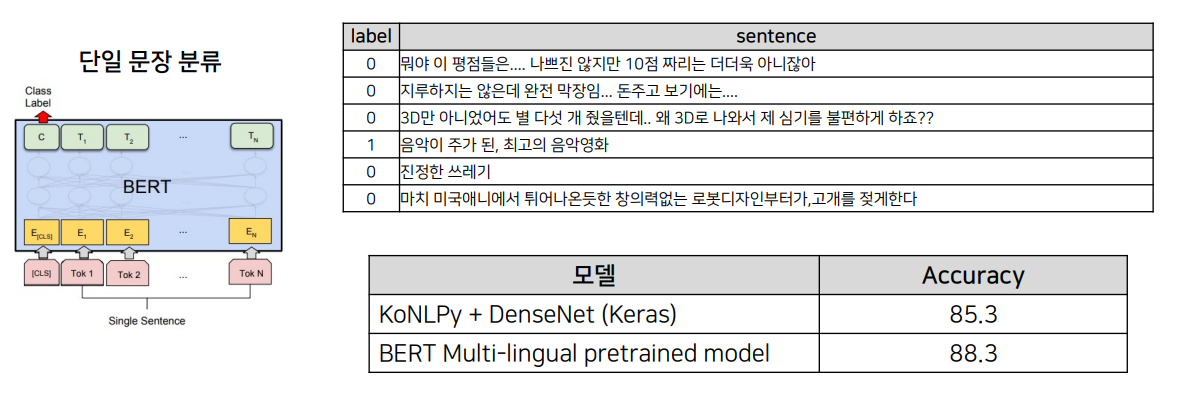 단일 문장 분류
Class
Label
C T1 T2 ... TN
BERT
E[CLS] E1 E2 ... EN
[CLS] Tok 1 Tok 2 ... Tok N
Single Sentence
label sentence
0 뭐야 이 평점들은.... 나쁘진 않지만 10점 짜리는 더더욱 아니잖아
0 지루하지는 않은데 완전 막장임... 돈주고 보기에는....
0 3D만 아니었어도 별 다섯 개 줬을텐데.. 왜 3D로 나와서 제 심기를 불편하게 하죠??
1 음악이 주가 된, 최고의 음악영화
0 진정한 쓰레기
0 마치 미국애니에서 튀어나온듯한 창의력없는 로봇디자인부터가,고개를 젖게한다
모델 Accuracy
KoNLPy + DenseNet (Keras) 85.3
BERT Multi-lingual pretrained model 88.3